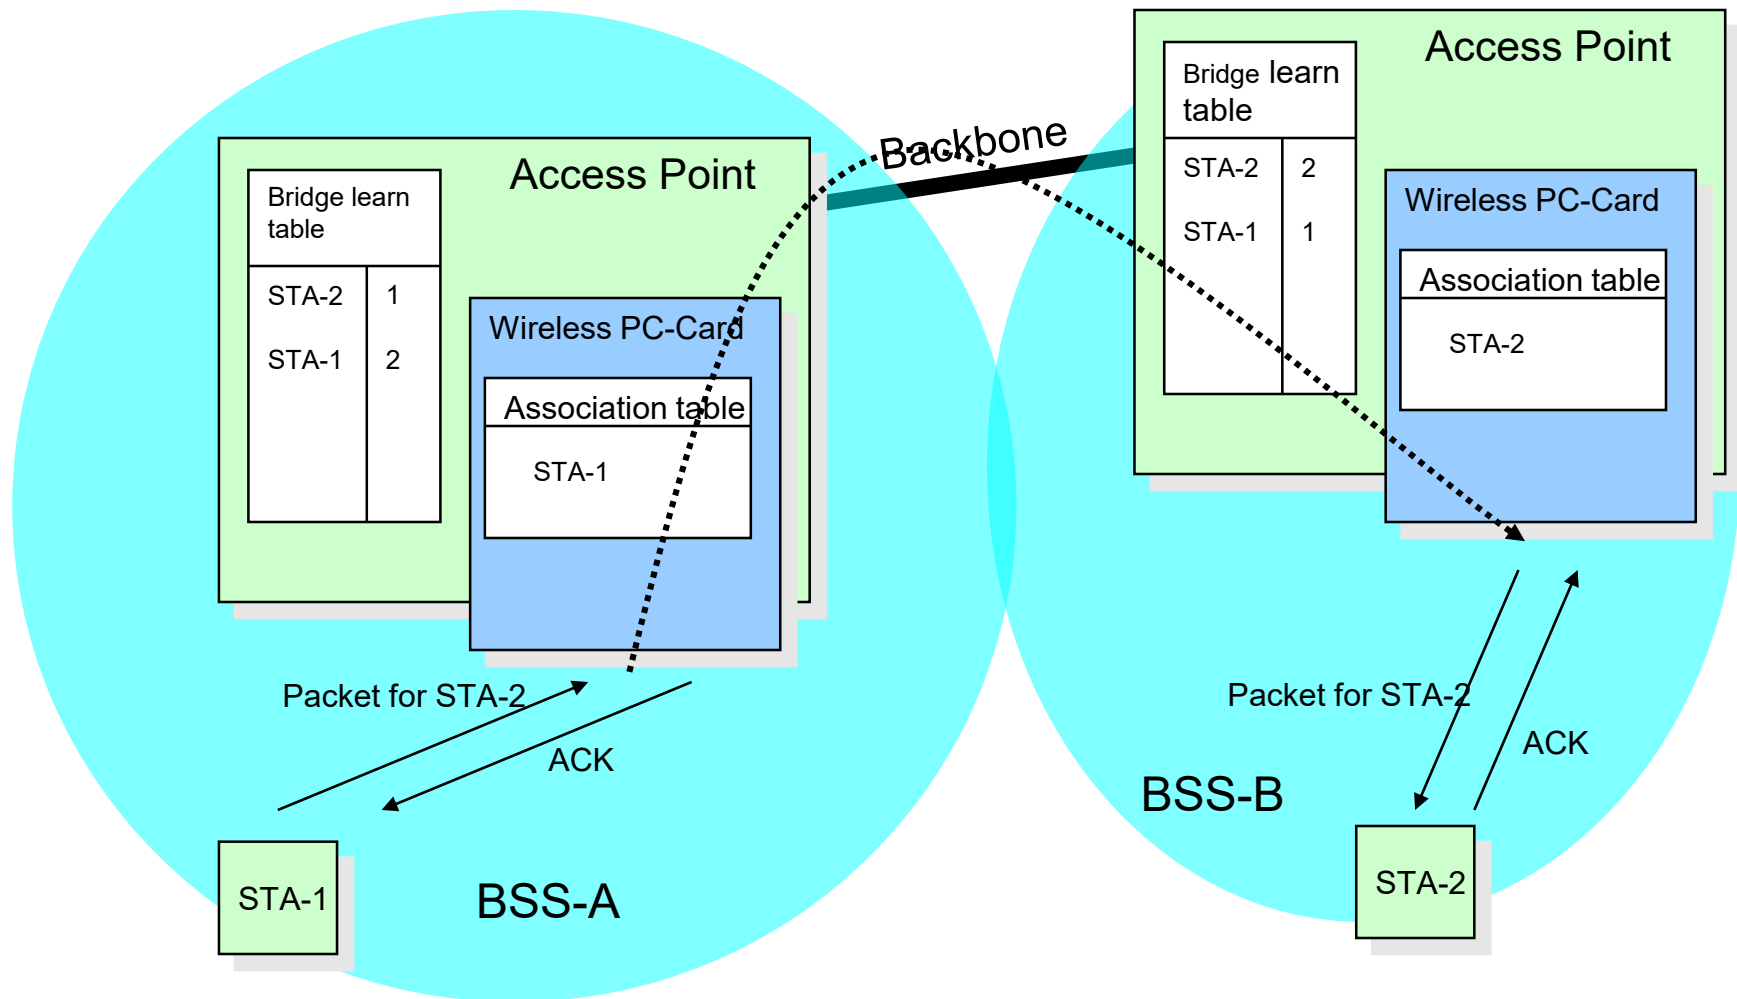 Access Point
Bridge learn
table
STA-2 1
STA-1 2
Wireless PC-Card
Association table
STA-1
Packet for STA-2
ACK
STA-1
BSS-A
Backbone
Access Point
Bridge learn
table
STA-2 2
STA-1 1
Wireless PC-Card
Association table
STA-2
Packet for STA-2
ACK
BSS-B
STA-2